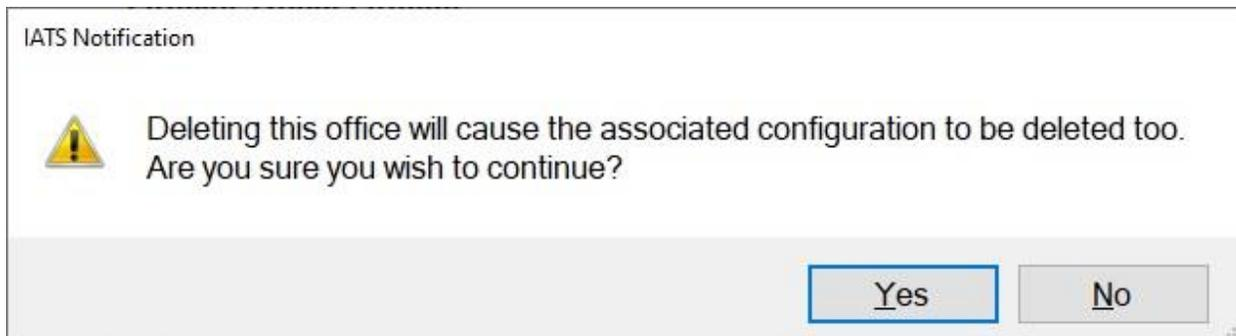 IATS Notification
Deleting this office will cause the associated configuration to be deleted too.
Are you sure you wish to continue?
Yes
No